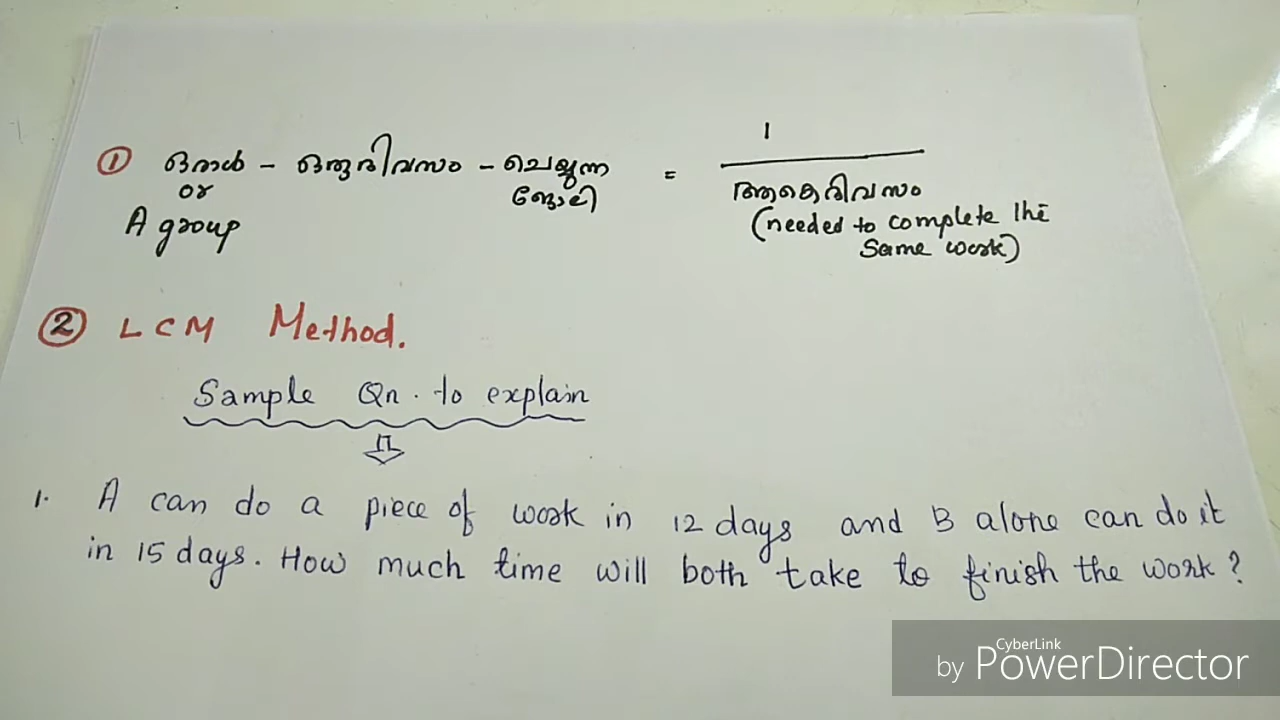 ① ഒരാൾ - ഒരുദിവസം - ചെയ്യുന്ന = 1
or ജോലി ആകെദിവസം
A group (needed to complete the
same work)
② LCM Method.
Sample Qn. to explain
1. A can do a piece of work in 12 days and B alone can do it
in 15 days. How much time will both take to finish the work?
CyberLink
by PowerDirector